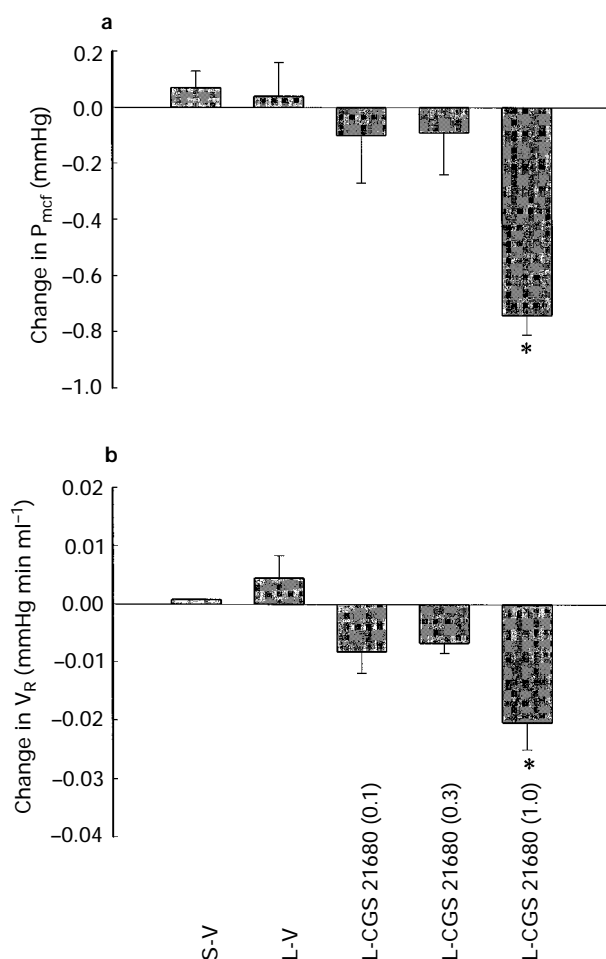 a
Change in Pmcf (mmHg)
0.2
0.0
–0.2
–0.4
–0.6
–0.8
–1.0
*
b
Change in VR (mmHg min ml⁻¹)
0.02
0.01
0.00
–0.01
–0.02
–0.03
–0.04
*
S-V
L-V
L-CGS 21680 (0.1)
L-CGS 21680 (0.3)
L-CGS 21680 (1.0)